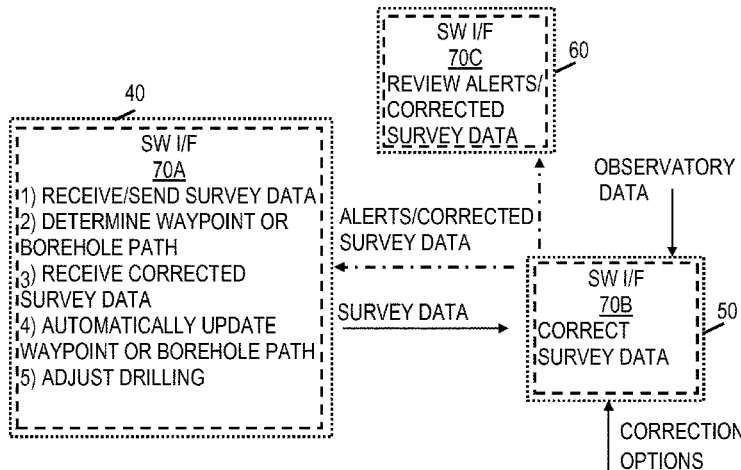 40
SW I/F
70A
1) RECEIVE/SEND SURVEY DATA
2) DETERMINE WAYPOINT OR
BOREHOLE PATH
3) RECEIVE CORRECTED
SURVEY DATA
4) AUTOMATICALLY UPDATE
WAYPOINT OR BOREHOLE PATH
5) ADJUST DRILLING
SW I/F
70C
REVIEW ALERTS/
CORRECTED
SURVEY DATA
60
ALERTS/CORRECTED
SURVEY DATA
SURVEY DATA
OBSERVATORY
DATA
SW I/F
70B
CORRECT
SURVEY DATA
50
CORRECTION
OPTIONS